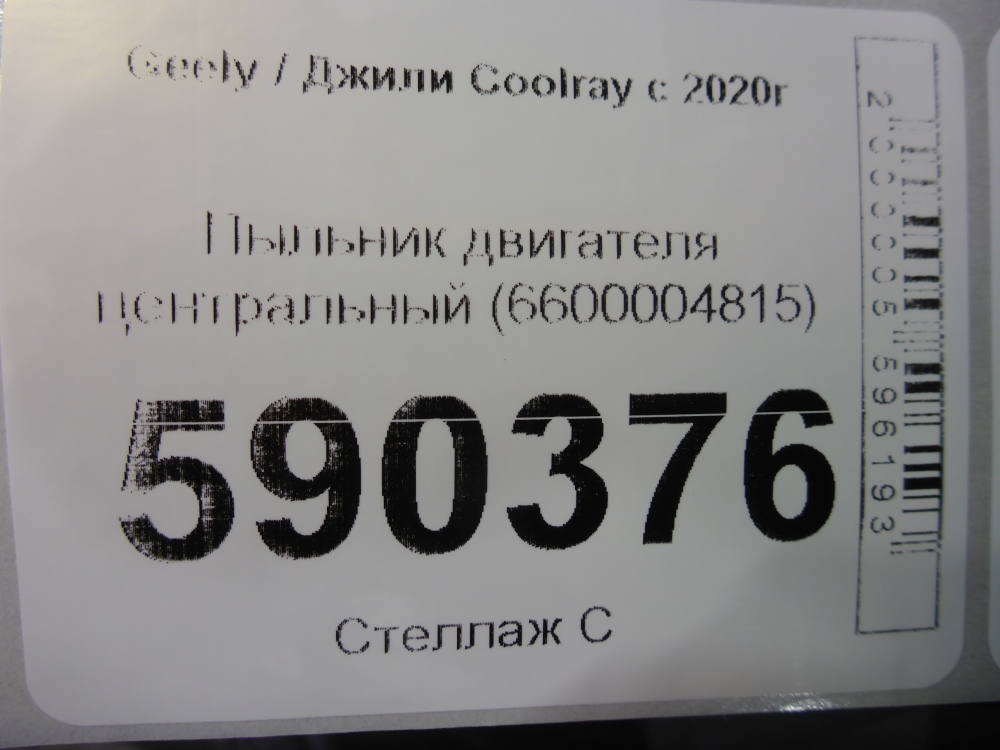 Geely / Джили Coolray с 2020г
Пыльник двигателя
центральный (6600004815)
590376
Стеллаж С
2000005596193